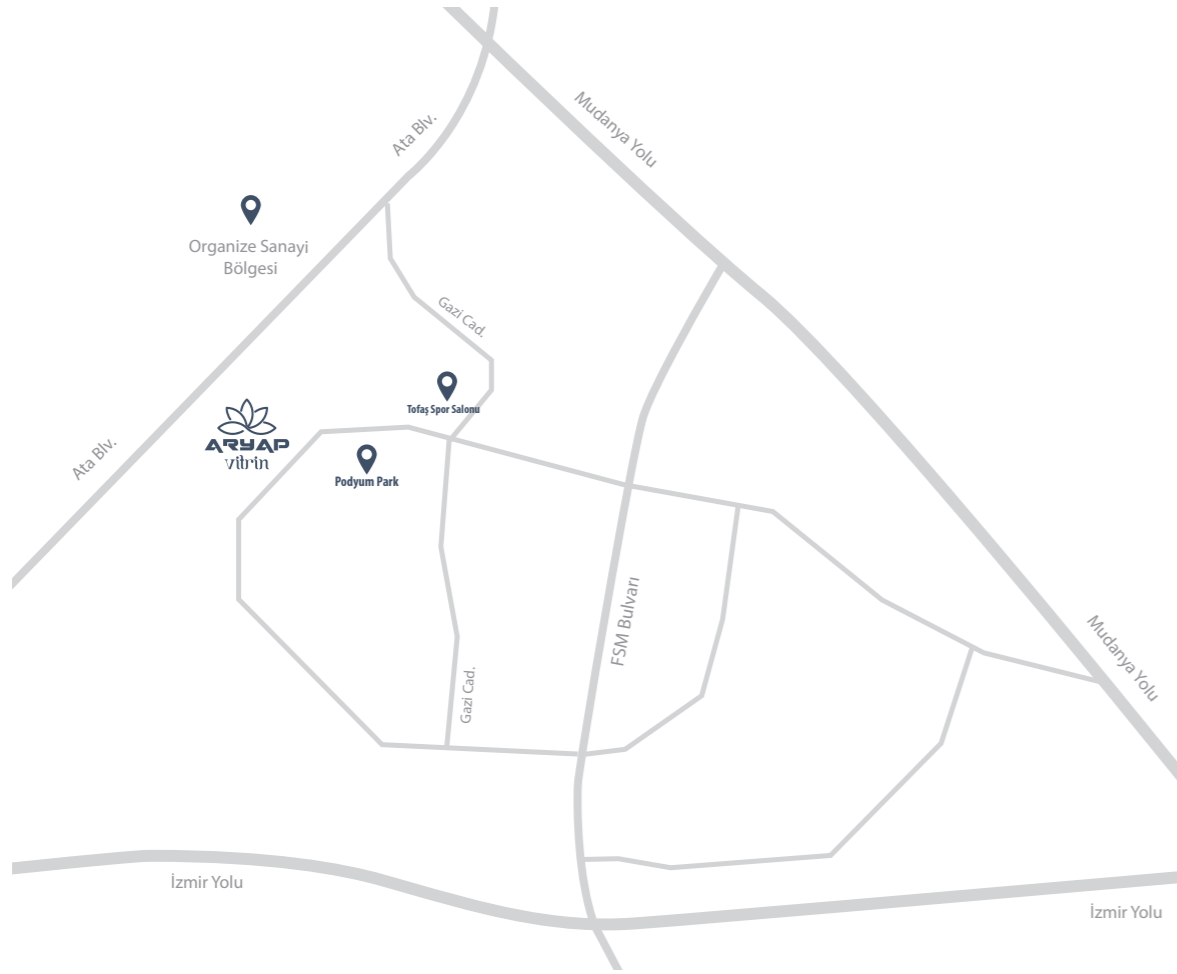 Mudanya Yolu
Ata Blv.
Organize Sanayi
Bölgesi
Gazi Cad.
Tofaş Spor Salonu
ARYAP
vitrin
Ata Blv.
Podyum Park
FSM Bulvarı
Mudanya Yolu
Gazi Cad.
İzmir Yolu
İzmir Yolu